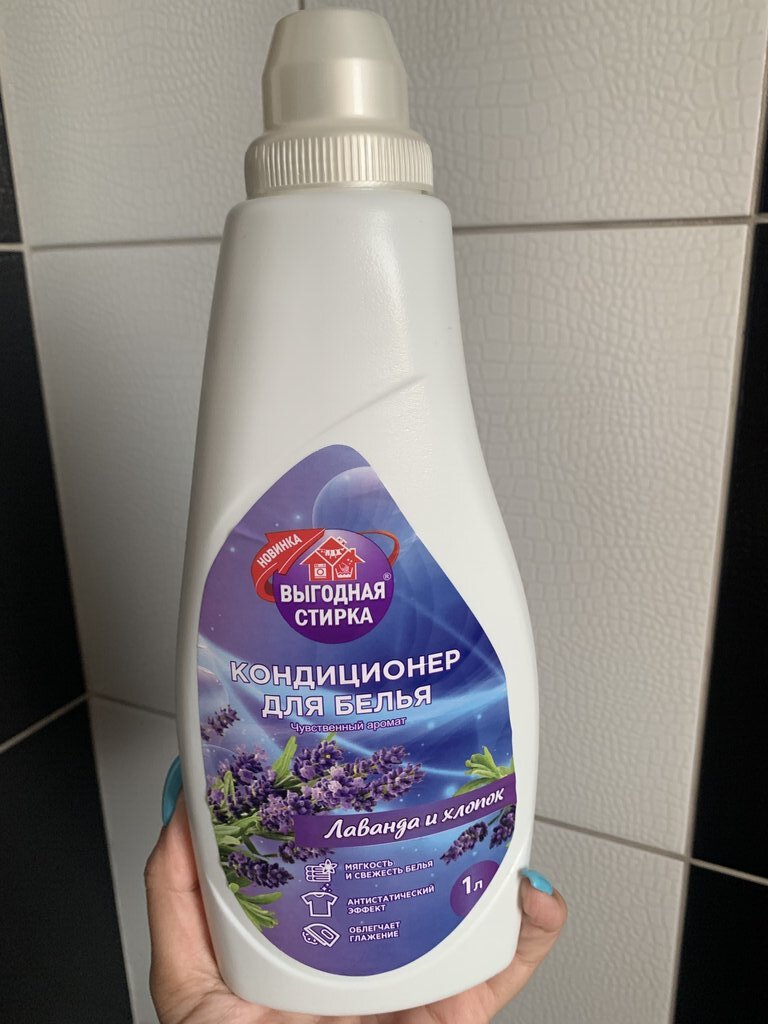 НОВИНКА
ВЫГОДНАЯ
СТИРКА
®
КОНДИЦИОНЕР
ДЛЯ БЕЛЬЯ
Чувственный аромат
Лаванда и хлопок
МЯГКОСТЬ
И СВЕЖЕСТЬ БЕЛЬЯ
АНТИСТАТИЧЕСКИЙ
ЭФФЕКТ
ОБЛЕГЧАЕТ
ГЛАЖЕНИЕ
1л